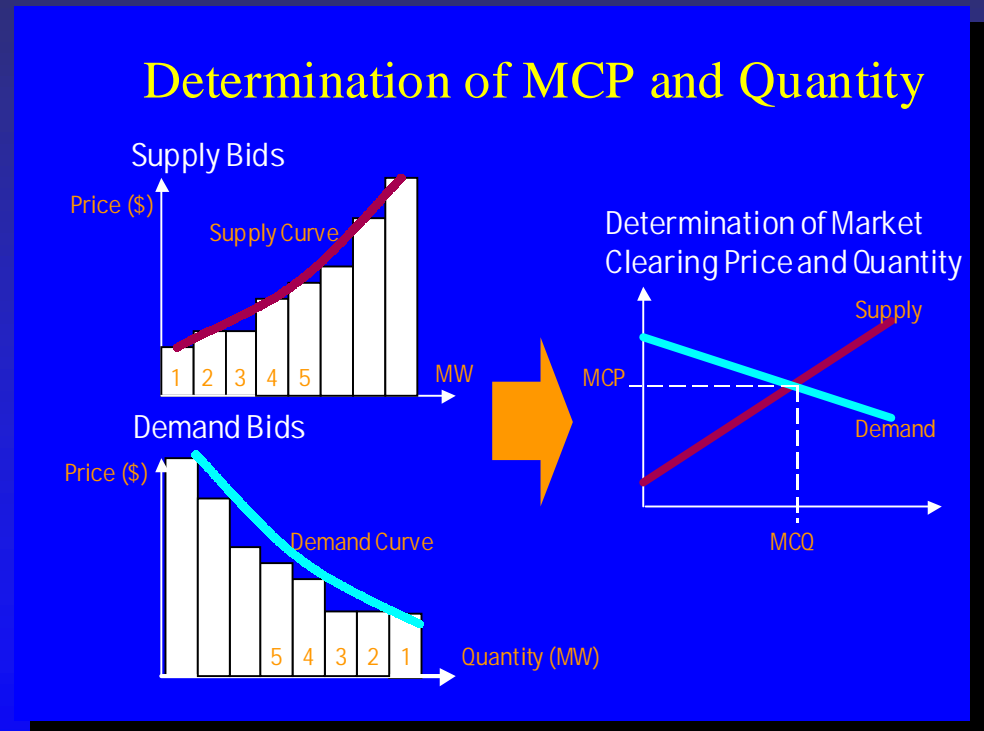 Determination of MCP and Quantity
Supply Bids
Price ($)
Supply Curve
1 2 3 4 5
MW
Demand Bids
Price ($)
Demand Curve
5 4 3 2 1
Quantity (MW)
Determination of Market
Clearing Price and Quantity
Supply
MCP
Demand
MCQ